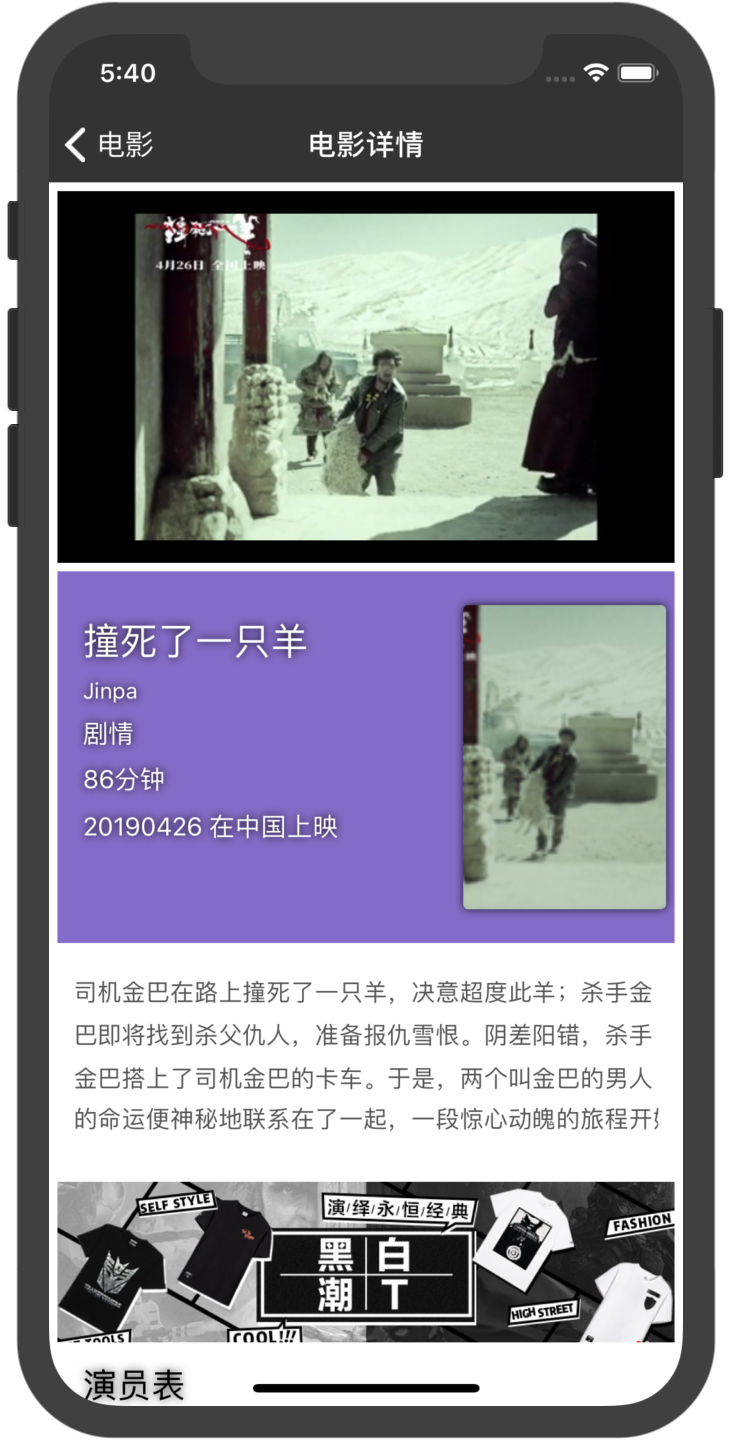 5:40
电影
电影详情
4月26日 全国上映
撞死了一只羊
Jinpa
剧情
86分钟
20190426 在中国上映
司机金巴在路上撞死了一只羊，决意超度此羊；杀手金
巴即将找到杀父仇人，准备报仇雪恨。阴差阳错，杀手
金巴搭上了司机金巴的卡车。于是，两个叫金巴的男人
的命运便神秘地联系在了一起，一段惊心动魄的旅程开
SELF STYLE
演/绎/永/恒/经/典
FASHION
黑白
潮T
TRANSFORMERS
HIGH STREET
TOOLS
COOL!!!
演员表